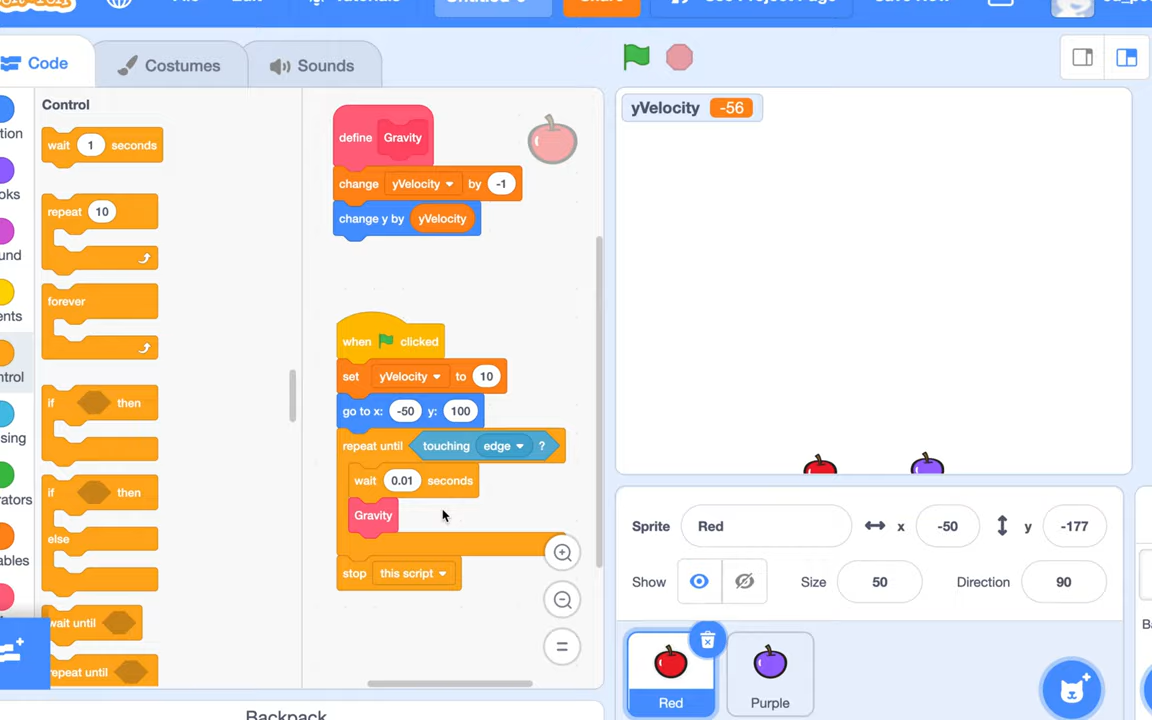 Code
Costumes
Sounds
Control
wait 1 seconds
repeat 10
forever
if then
if then
else
wait until
repeat until
define Gravity
change yVelocity by -1
change y by yVelocity
when clicked
set yVelocity to 10
go to x: -50 y: 100
repeat until touching edge ?
wait 0.01 seconds
Gravity
stop this script
Backpack
yVelocity -56
Sprite Red x -50 y -177
Show Size 50 Direction 90
Red
Purple